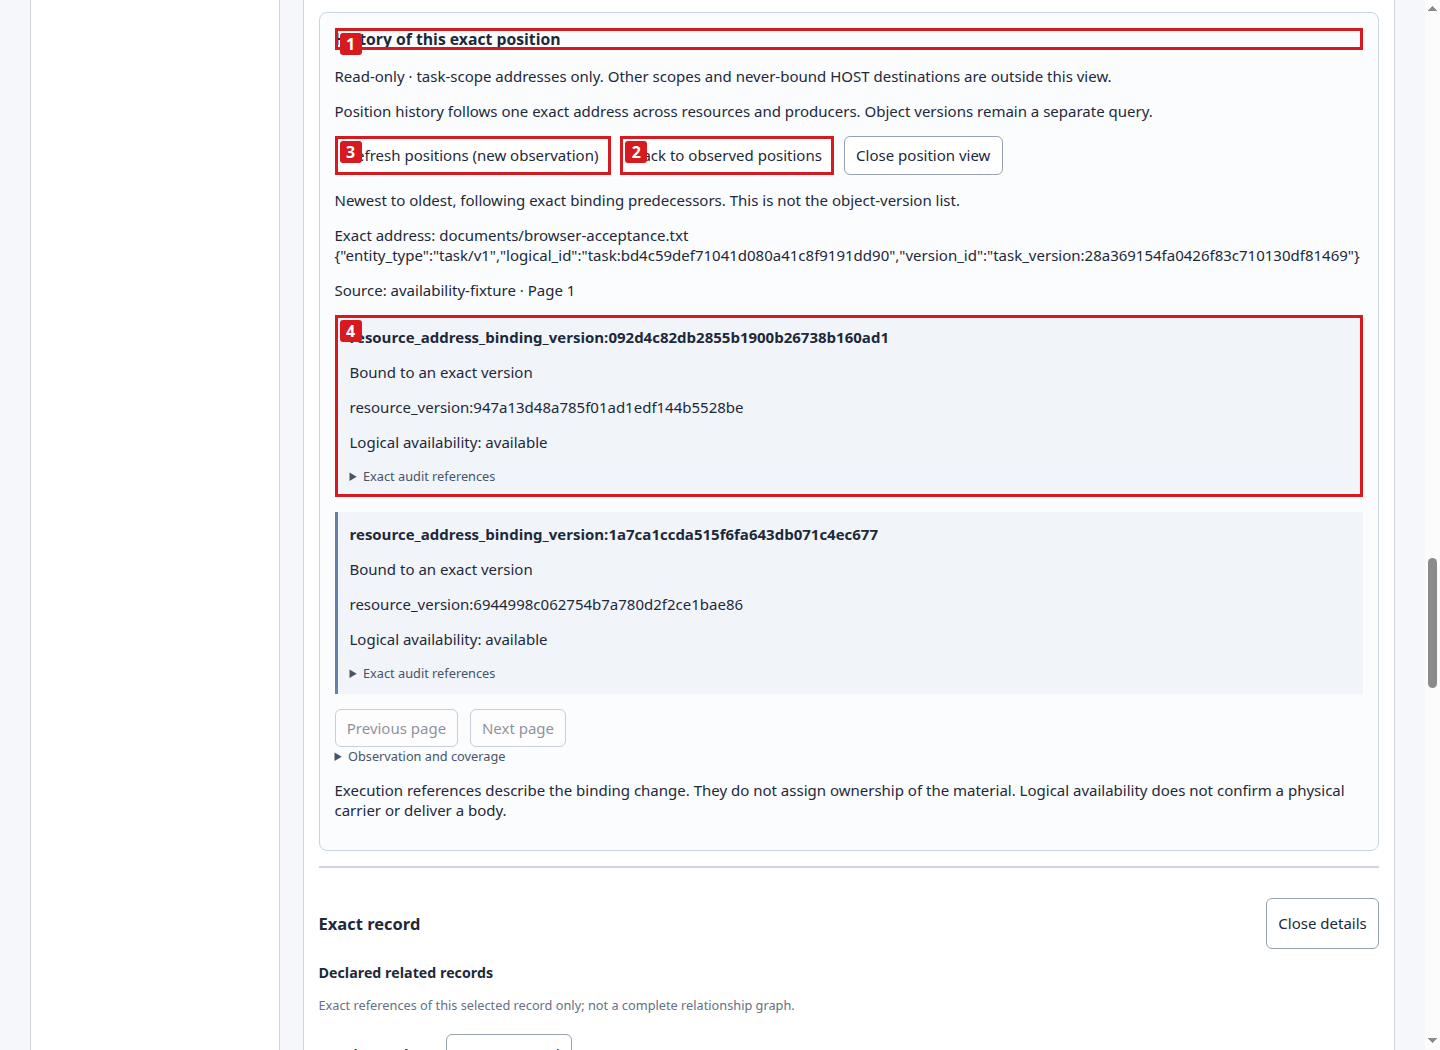 1
tory of this exact position
Read-only · task-scope addresses only. Other scopes and never-bound HOST destinations are outside this view.
Position history follows one exact address across resources and producers. Object versions remain a separate query.
3 efresh positions (new observation)
2 ack to observed positions
Close position view
Newest to oldest, following exact binding predecessors. This is not the object-version list.
Exact address: documents/browser-acceptance.txt
{"entity_type":"task/v1","logical_id":"task:bd4c59def71041d080a41c8f9191dd90","version_id":"task_version:28a369154fa0426f83c710130df81469"}
Source: availability-fixture · Page 1
4
resource_address_binding_version:092d4c82db2855b1900b26738b160ad1
Bound to an exact version
resource_version:947a13d48a785f01ad1edf144b5528be
Logical availability: available
Exact audit references
resource_address_binding_version:1a7ca1ccda515f6fa643db071c4ec677
Bound to an exact version
resource_version:6944998c062754b7a780d2f2ce1bae86
Logical availability: available
Exact audit references
Previous page
Next page
Observation and coverage
Execution references describe the binding change. They do not assign ownership of the material. Logical availability does not confirm a physical
carrier or deliver a body.
Exact record
Close details
Declared related records
Exact references of this selected record only; not a complete relationship graph.